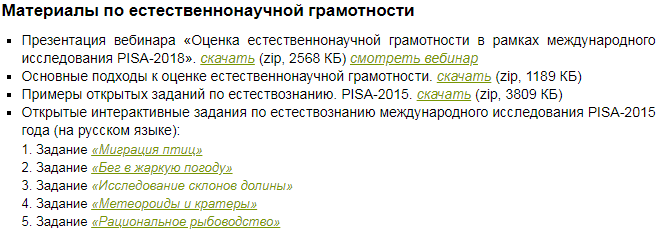 Материалы по естественнонаучной грамотности
Презентация вебинара «Оценка естественнонаучной грамотности в рамках международного
исследования PISA-2018». скачать (zip, 2568 КБ) смотреть вебинар
Основные подходы к оценке естественнонаучной грамотности. скачать (zip, 1189 КБ)
Примеры открытых заданий по естествознанию. PISA-2015. скачать (zip, 3809 КБ)
Открытые интерактивные задания по естествознанию международного исследования PISA-2015
года (на русском языке):
1. Задание «Миграция птиц»
2. Задание «Бег в жаркую погоду»
3. Задание «Исследование склонов долины»
4. Задание «Метеороиды и кратеры»
5. Задание «Рациональное рыбоводство»